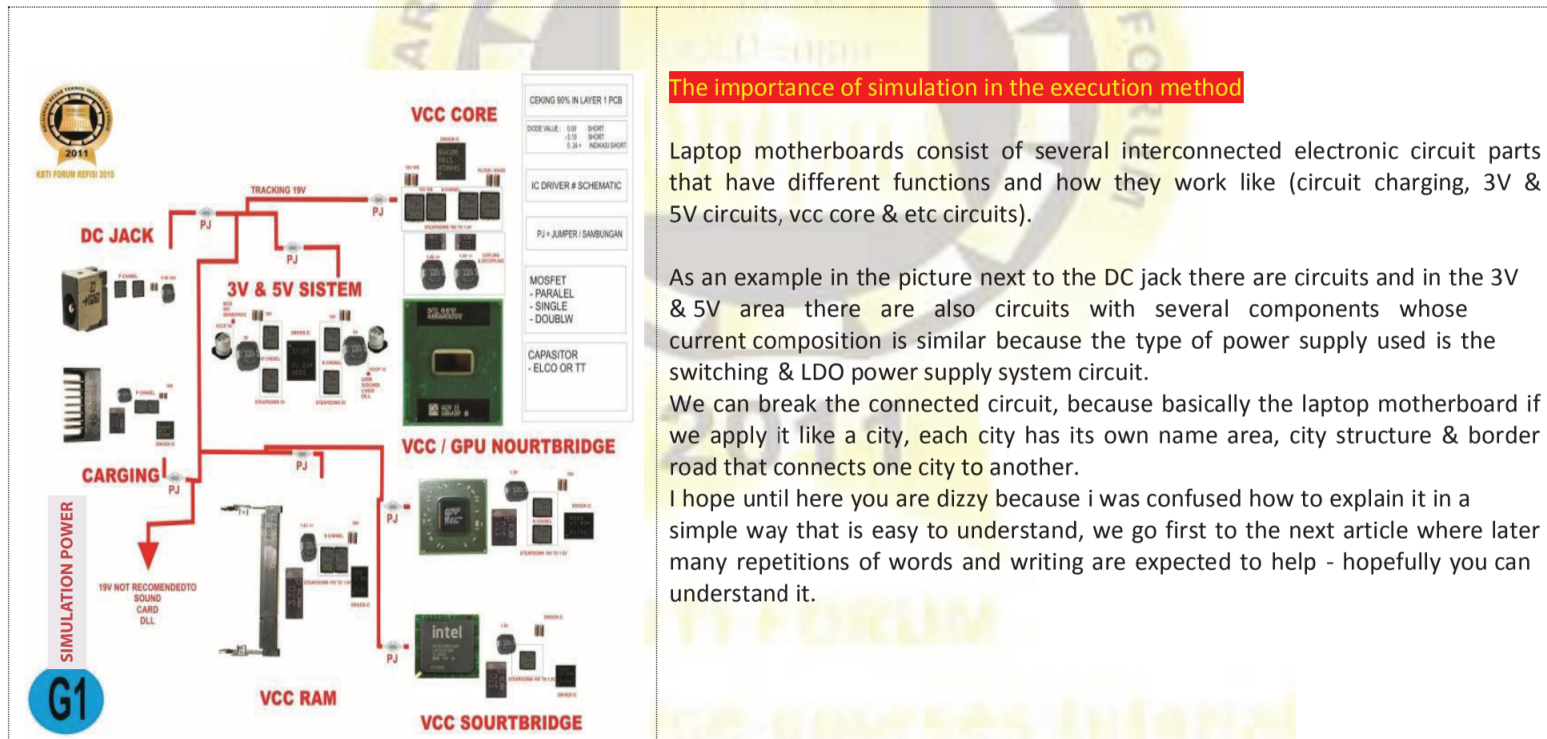 KBTI FORUM REFISI 2015
2011
VCC CORE
DRIVER IC
TRACKING 19V
PJ
PJ
PJ
DC JACK
P CHANEL
3V & 5V SISTEM
DRIVER IC
VCC / GPU NOURTBRIDGE
CARGING
PJ
PJ
PJ
PJ
19V NOT RECOMENDEDTO
SOUND
CARD
DLL
VCC RAM
VCC SOURTBRIDGE
intel
SIMULATION POWER
G1
CEKING 90% IN LAYER 1 PCB
DIODE VALUE : 0.00 SHORT
-0.10 SHORT
0.24 + INDIKASI SHORT
IC DRIVER # SCHEMATIC
PJ = JUMPER / SAMBUNGAN
MOSFET
- PARALEL
- SINGLE
- DOUBLW
CAPASITOR
- ELCO OR TT
The importance of simulation in the execution method
Laptop motherboards consist of several interconnected electronic circuit parts
that have different functions and how they work like (circuit charging, 3V &
5V circuits, vcc core & etc circuits).
As an example in the picture next to the DC jack there are circuits and in the 3V
& 5V area there are also circuits with several components whose
current composition is similar because the type of power supply used is the
switching & LDO power supply system circuit.
We can break the connected circuit, because basically the laptop motherboard if
we apply it like a city, each city has its own name area, city structure & border
road that connects one city to another.
I hope until here you are dizzy because i was confused how to explain it in a
simple way that is easy to understand, we go first to the next article where later
many repetitions of words and writing are expected to help - hopefully you can
understand it.
FORUM
2011